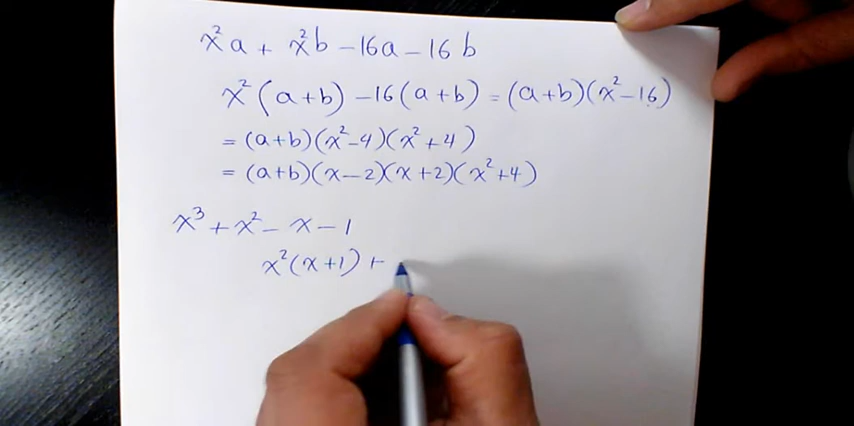 x²a + x²b - 16a - 16b
x²(a+b) - 16(a+b) = (a+b)(x²-16)
= (a+b)(x²-4)(x²+4)
= (a+b)(x-2)(x+2)(x²+4)
x³ + x² - x - 1
x²(x+1) +